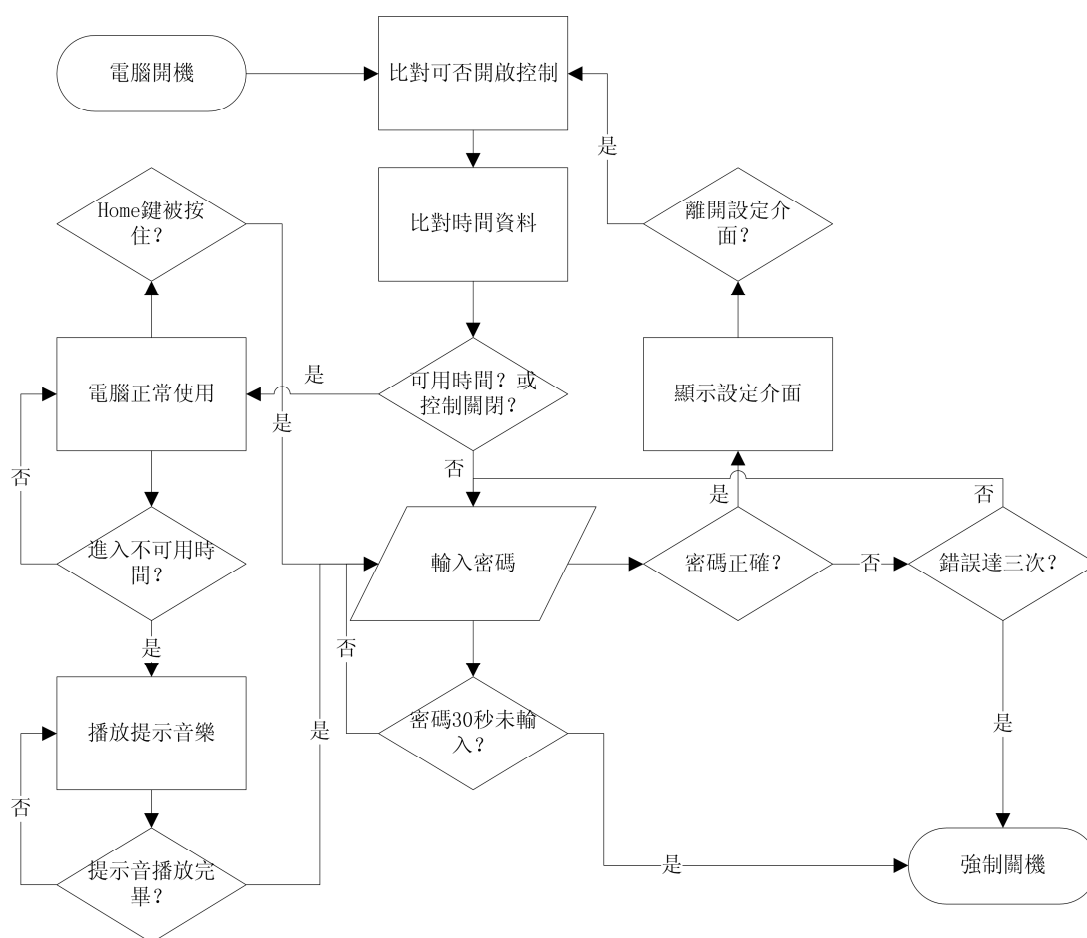 電腦開機
比對可否開啟控制
是
Home鍵被按
住?
比對時間資料
離開設定介
面?
電腦正常使用
是
可用時間?或
控制關閉?
顯示設定介面
是
否
否
是
否
進入不可用時
間?
輸入密碼
密碼正確?
否
錯誤達三次?
是
否
播放提示音樂
是
密碼30秒未輸
入?
是
否
提示音播放完
畢?
是
強制關機